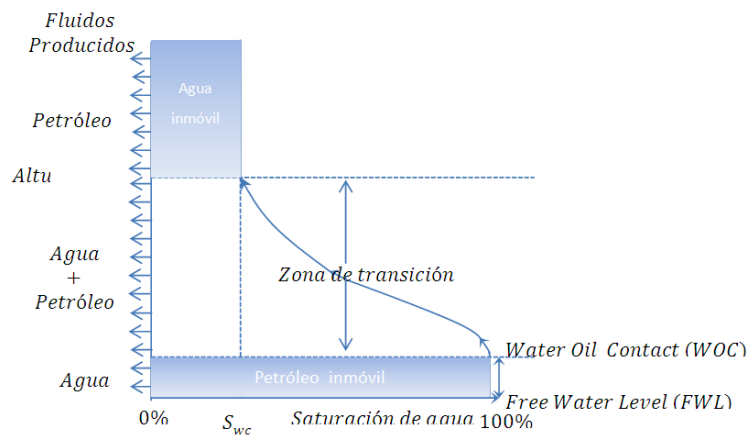 Fluidos
Producidos
Agua
inmóvil
Petróleo
Altu
Agua
+
Petróleo
Zona de transición
Water Oil Contact (WOC)
Agua
Petróleo inmóvil
Free Water Level (FWL)
0%
Swc
Saturación de agua
100%